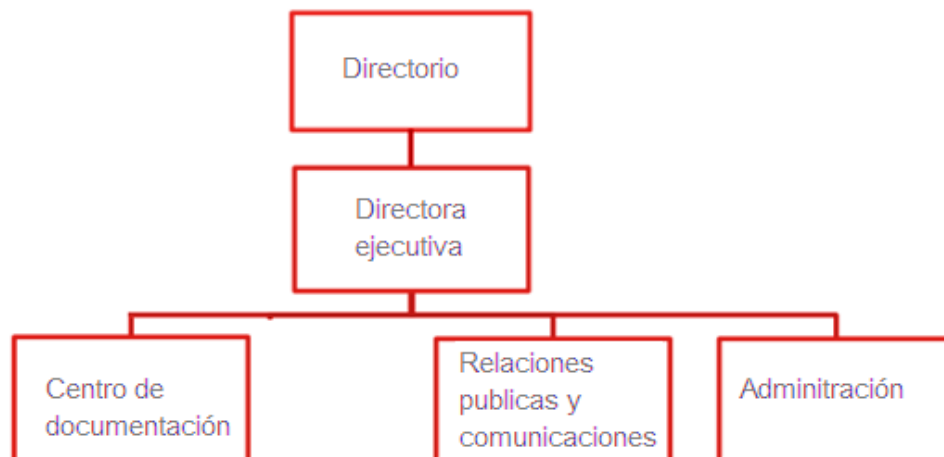 Directorio
Directora
ejecutiva
Centro de
documentación
Relaciones
publicas y
comunicaciones
Adminitración